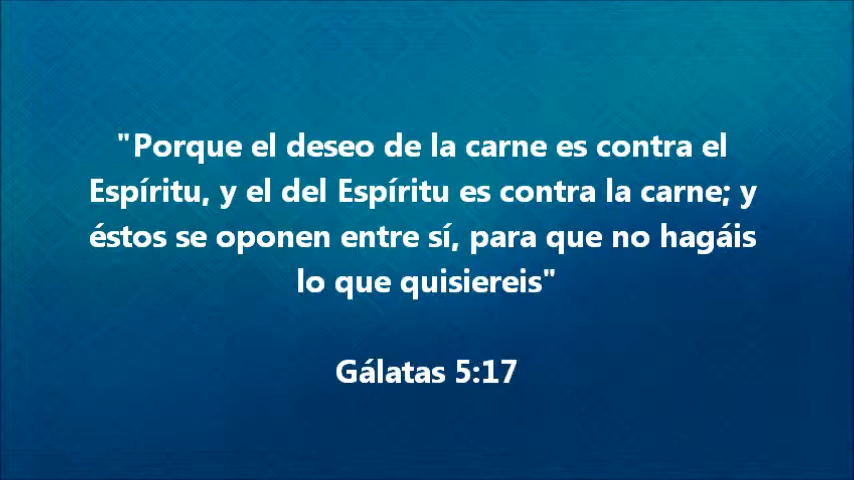 "Porque el deseo de la carne es contra el
Espíritu, y el del Espíritu es contra la carne; y
éstos se oponen entre sí, para que no hagáis
lo que quisiereis"
Gálatas 5:17